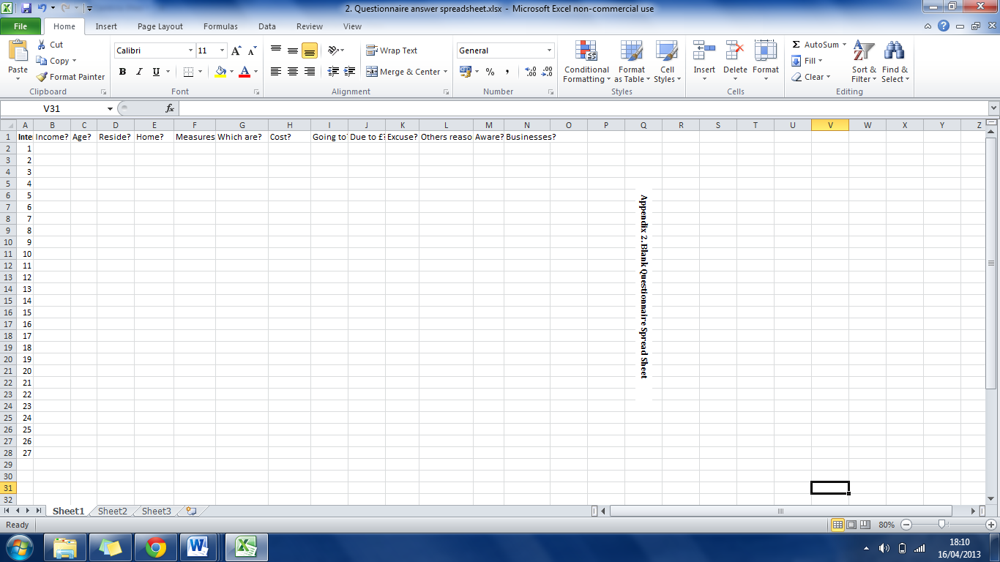 2. Questionnaire answer spreadsheet.xlsx - Microsoft Excel non-commercial use
File Home Insert Page Layout Formulas Data Review View
Paste Cut Calibri 11 A A Wrap Text General Conditional Formatting Format as Table Cell Styles Insert Delete Format Σ AutoSum Sort & Filter Find & Select
Copy B I U A Merge & Center % , Fill
Format Painter Clear
Clipboard Font Alignment Number Styles Cells Editing
V31 fx
A B C D E F G H I J K L M N O P Q R S T U V W X Y Z
1 Inte Income? Age? Reside? Home? Measures Which are? Cost? Going to Due to £? Excuse? Others reaso Aware? Businesses?
2 1
3 2
4 3
5 4
6 5
7 6
8 7
9 8
10 9
11 10
12 11
13 12
14 13
15 14
16 15
17 16
18 17
19 18
20 19
21 20
22 21
23 22
24 23
25 24
26 25
27 26
28 27
29
30
31
32
Appendix 2. Blank Questionnaire Spread Sheet
Sheet1 Sheet2 Sheet3
Ready 80%
18:10
16/04/2013